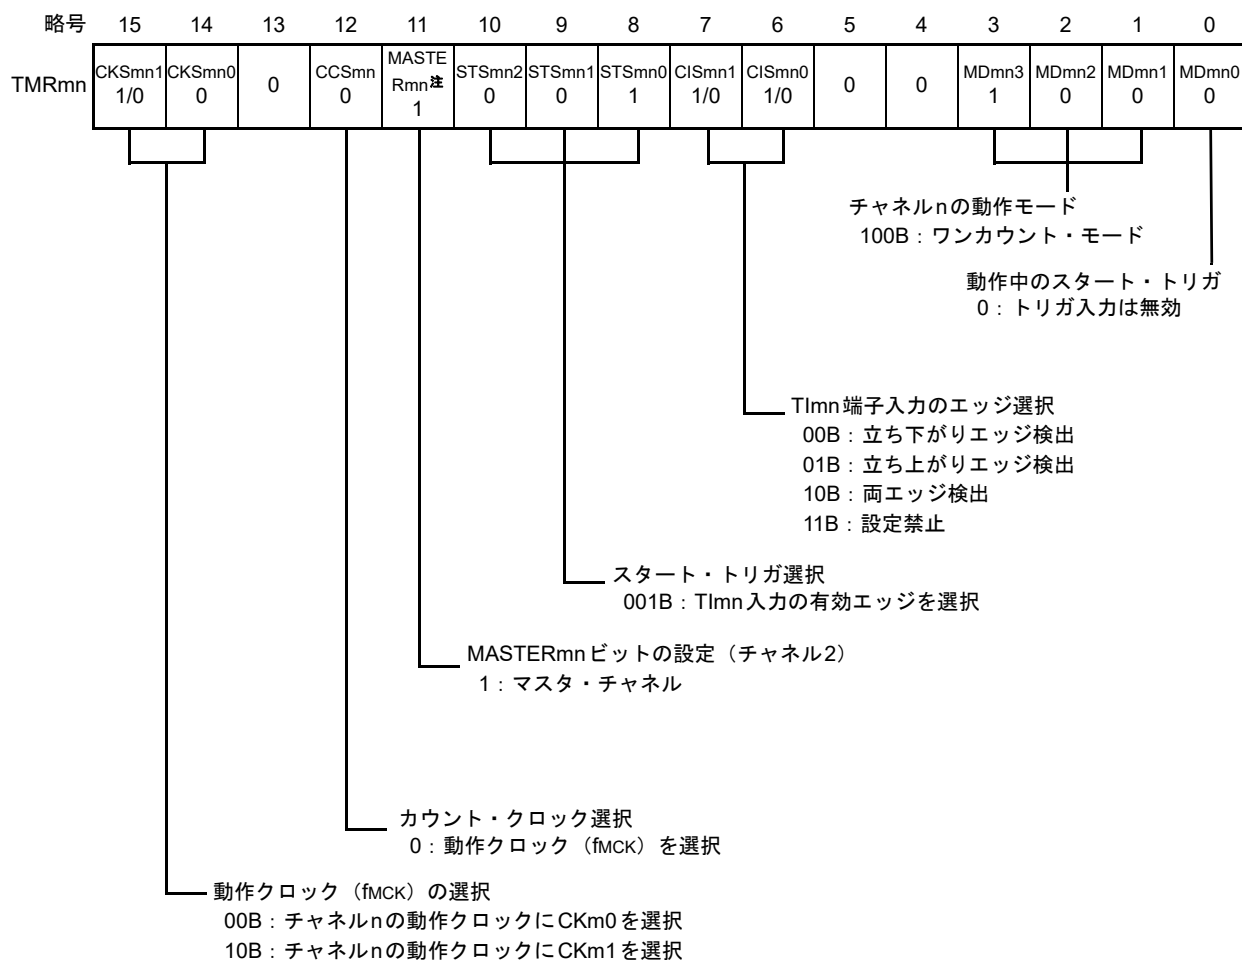 略号 15 14 13 12 11 10 9 8 7 6 5 4 3 2 1 0
TMRmn
CKSmn1
1/0
CKSmn0
0
0
CCSmn
0
MASTE
Rmn注
1
STSmn2
0
STSmn1
0
STSmn0
1
CISmn1
1/0
CISmn0
1/0
0
0
MDmn3
1
MDmn2
0
MDmn1
0
MDmn0
0
チャネルnの動作モード
100B:ワンカウント・モード
動作中のスタート・トリガ
0:トリガ入力は無効
TImn端子入力のエッジ選択
00B:立ち下がりエッジ検出
01B:立ち上がりエッジ検出
10B:両エッジ検出
11B:設定禁止
スタート・トリガ選択
001B:TImn入力の有効エッジを選択
MASTERmnビットの設定(チャネル2)
1:マスタ・チャネル
カウント・クロック選択
0:動作クロック(fMCK)を選択
動作クロック(fMCK)の選択
00B:チャネルnの動作クロックにCKm0を選択
10B:チャネルnの動作クロックにCKm1を選択